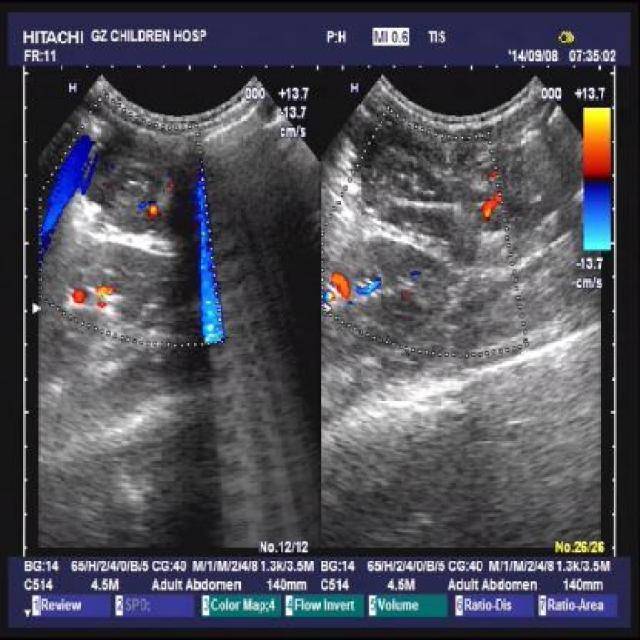 HITACHI GZ CHILDREN HOSP P:H MI 0.6 TIS
FR:11 '14/09/08 07:35:02
H 000 +13.7 H 000 +13.7
-13.7
cm/s
-13.7
cm/s
No.12/12 No.26/26
BG:14 65/H/2/4/0/B/5 CG:40 M/1/M/2/4/8 1.3K/3.5M BG:14 65/H/2/4/0/B/5 CG:40 M/1/M/2/4/8 1.3K/3.5M
C514 4.5M Adult Abdomen 140mm C514 4.5M Adult Abdomen 140mm
1 Review 2 SPD; 3 Color Map;4 4 Flow Invert 5 Volume 6 Ratio-Dis 7 Ratio-Area